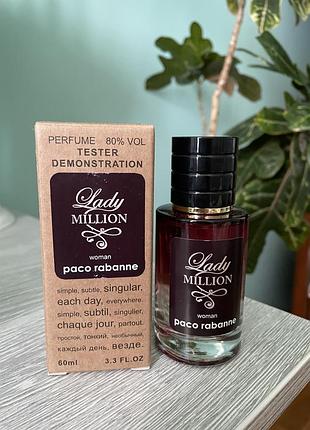 PERFUME 80% VOL
TESTER
DEMONSTRATION
Lady
MILLION
woman
paco rabanne
simple, subtle, singular,
each day, everywhere.
simple, subtil, singulier,
chaque jour, partout.
простой, тонкий, необычный,
каждый день, везде.
60ml 3.3 FL.OZ
Lady
MILLION
woman
paco rabanne